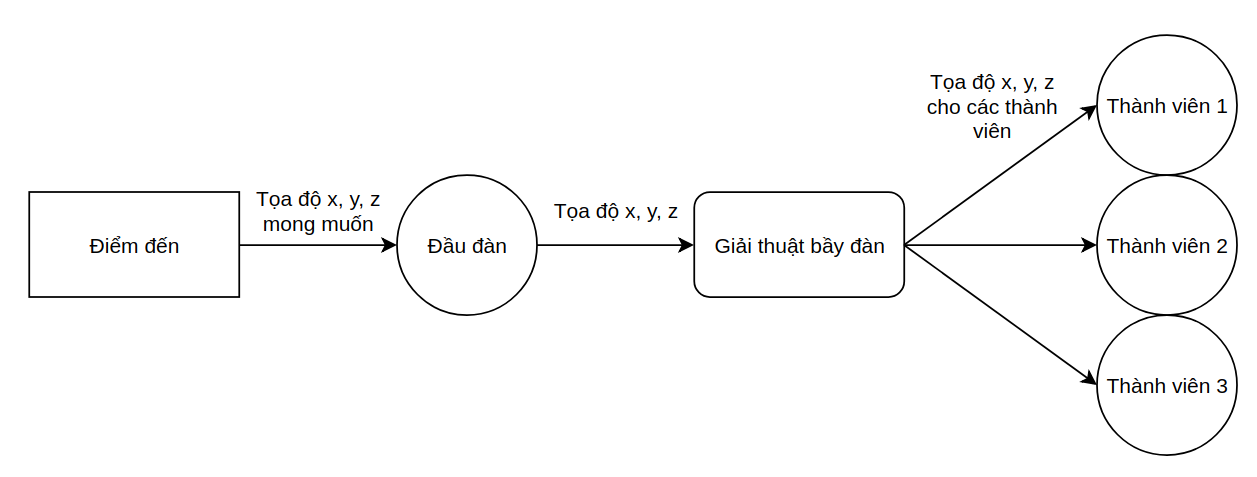 Điểm đến
Tọa độ x, y, z
mong muốn
Đầu đàn
Tọa độ x, y, z
Giải thuật bầy đàn
Tọa độ x, y, z
cho các thành
viên
Thành viên 1
Thành viên 2
Thành viên 3